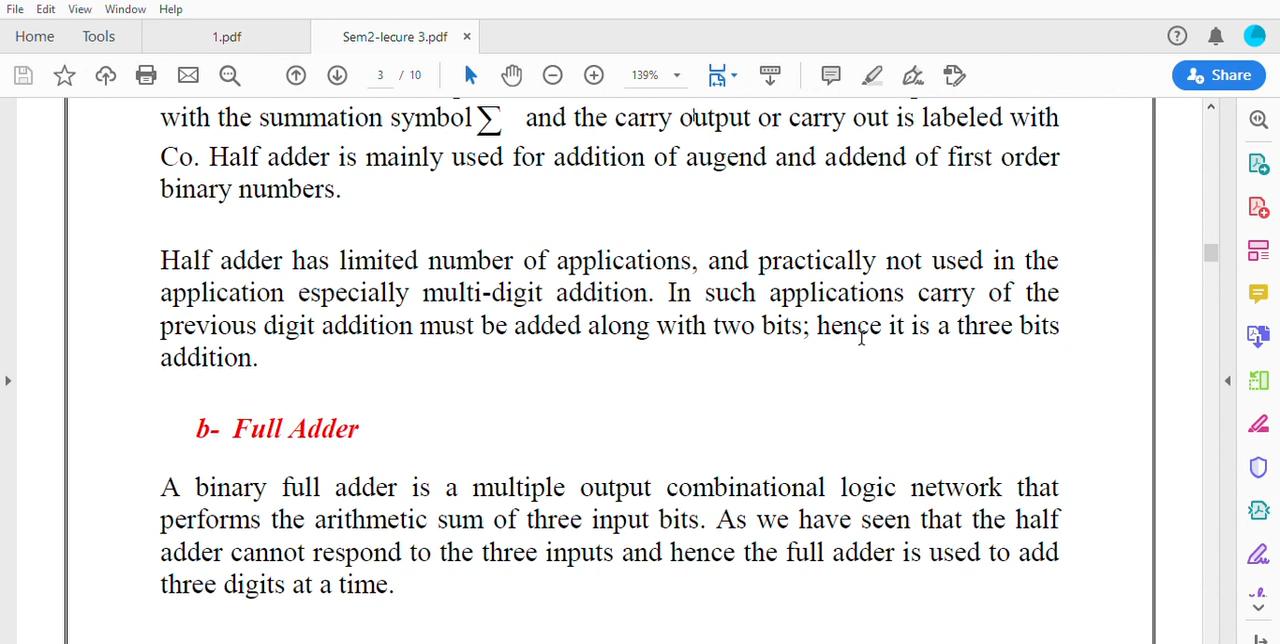 File Edit View Window Help
Home Tools 1.pdf Sem2-lecure 3.pdf ×
3 / 10 139% Share
with the summation symbol ∑ and the carry output or carry out is labeled with
Co. Half adder is mainly used for addition of augend and addend of first order
binary numbers.
Half adder has limited number of applications, and practically not used in the
application especially multi-digit addition. In such applications carry of the
previous digit addition must be added along with two bits; hence it is a three bits
addition.
b- Full Adder
A binary full adder is a multiple output combinational logic network that
performs the arithmetic sum of three input bits. As we have seen that the half
adder cannot respond to the three inputs and hence the full adder is used to add
three digits at a time.